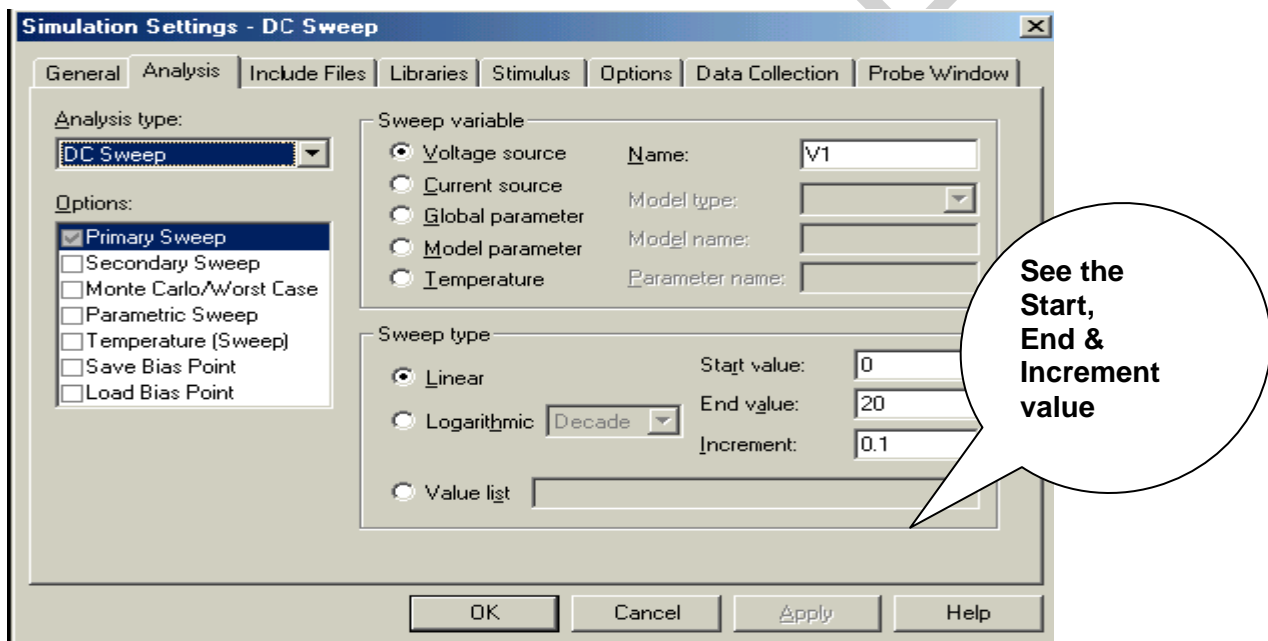 Simulation Settings - DC Sweep
General Analysis Include Files Libraries Stimulus Options Data Collection Probe Window
Analysis type:
DC Sweep
Options:
Primary Sweep
Secondary Sweep
Monte Carlo/Worst Case
Parametric Sweep
Temperature (Sweep)
Save Bias Point
Load Bias Point
Sweep variable
Voltage source
Current source
Global parameter
Model parameter
Temperature
Name: V1
Model type:
Model name:
Parameter name:
Sweep type
Linear
Logarithmic Decade
Value list
Start value: 0
End value: 20
Increment: 0.1
See the
Start,
End &
Increment
value
OK Cancel Apply Help